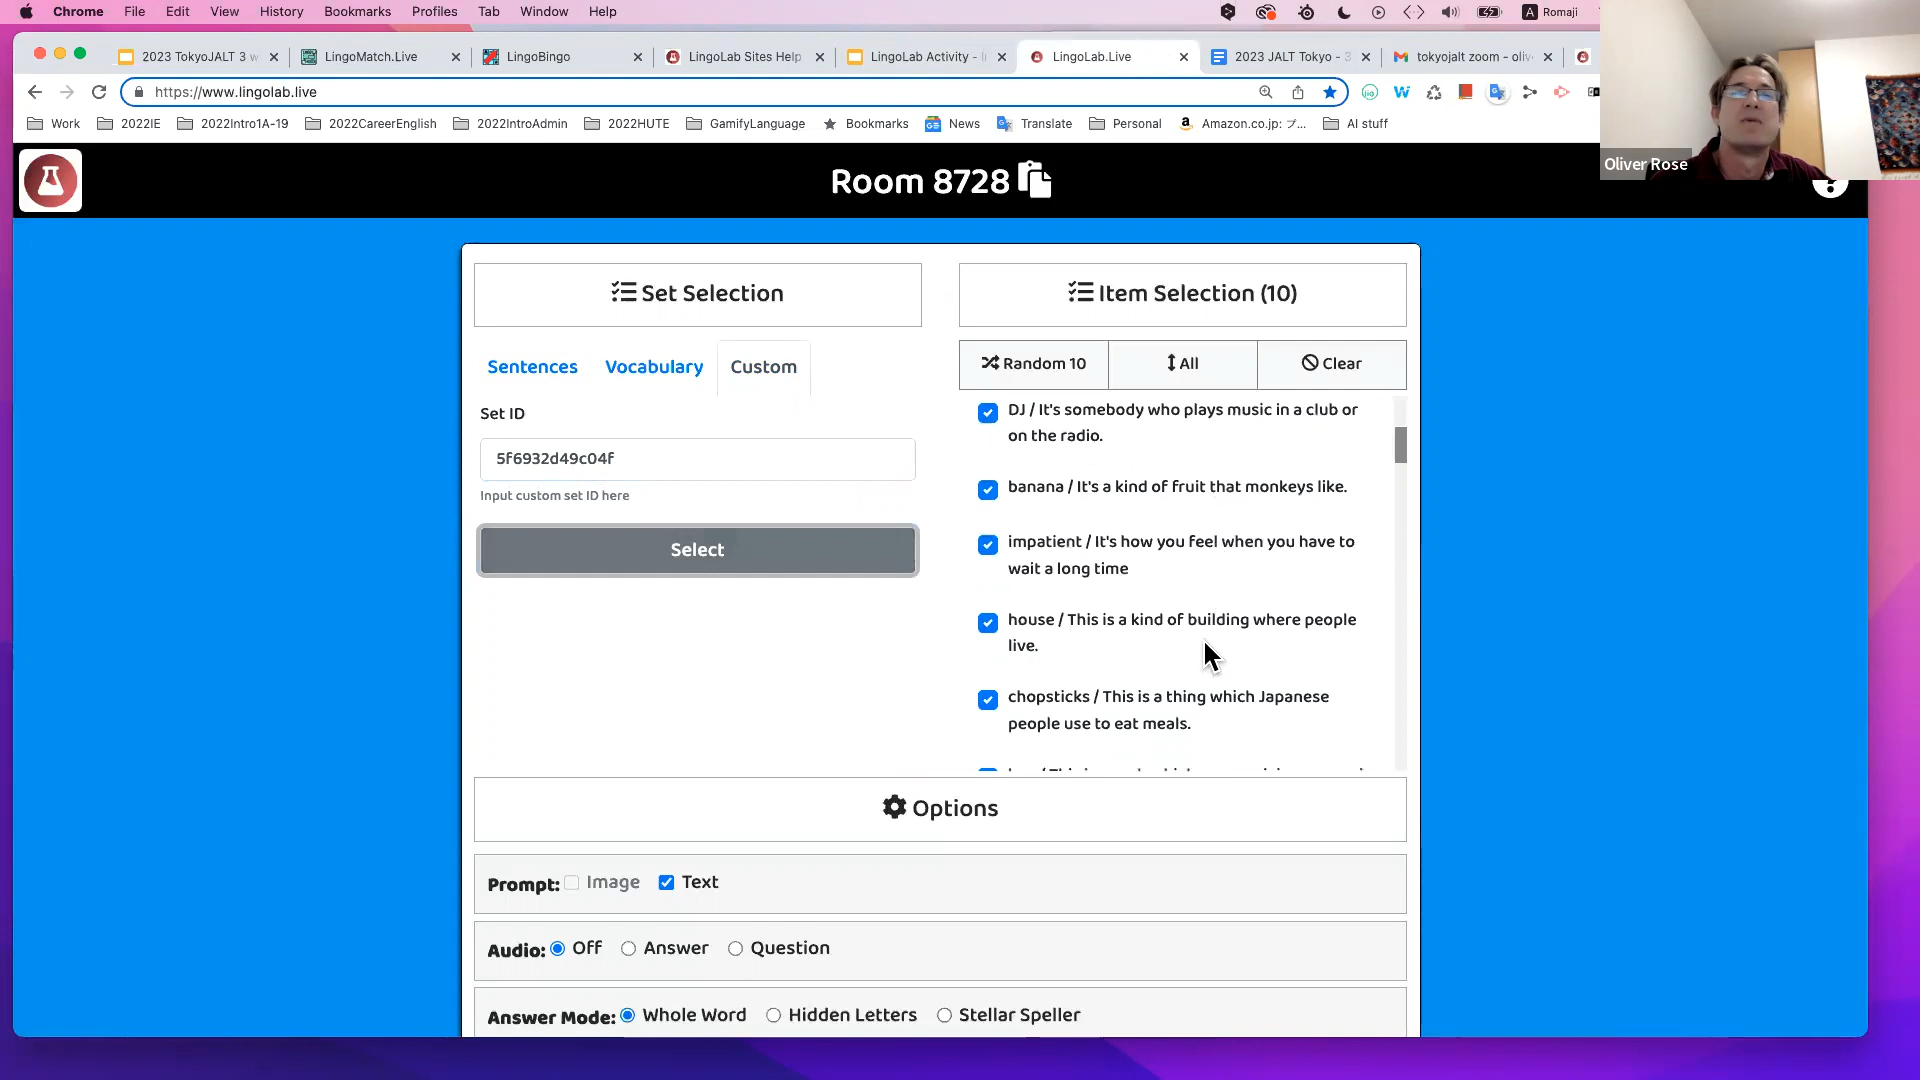 Chrome File Edit View History Bookmarks Profiles Tab Window Help A Romaji
2023 TokyoJALT 3 w LingoMatch.Live LingoBingo LingoLab Sites Help LingoLab Activity - LingoLab.Live 2023 JALT Tokyo - 3 tokyojalt zoom - oliv
https://www.lingolab.live
Work 2022IE 2022Intro1A-19 2022CareerEnglish 2022IntroAdmin 2022HUTE GamifyLanguage Bookmarks News Translate Personal Amazon.co.jp: プ... AI stuff
Oliver Rose
Room 8728
Set Selection
Sentences Vocabulary Custom
Set ID
5f6932d49c04f
Input custom set ID here
Select
Item Selection (10)
Random 10 All Clear
DJ / It's somebody who plays music in a club or
on the radio.
banana / It's a kind of fruit that monkeys like.
impatient / It's how you feel when you have to
wait a long time
house / This is a kind of building where people
live.
chopsticks / This is a thing which Japanese
people use to eat meals.
Options
Prompt: Image Text
Audio: Off Answer Question
Answer Mode: Whole Word Hidden Letters Stellar Speller